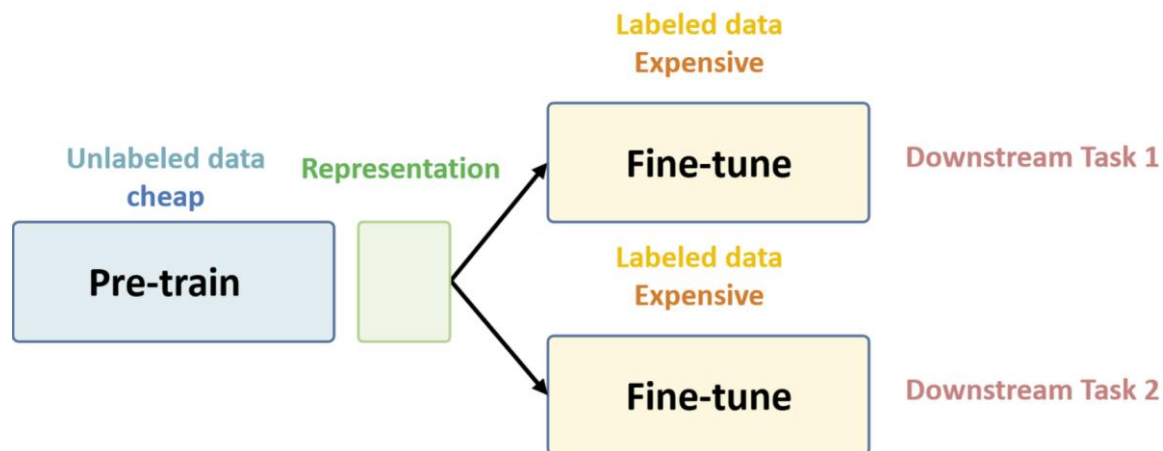 Labeled data
Expensive
Unlabeled data
cheap
Representation
Fine-tune
Downstream Task 1
Pre-train
Labeled data
Expensive
Fine-tune
Downstream Task 2